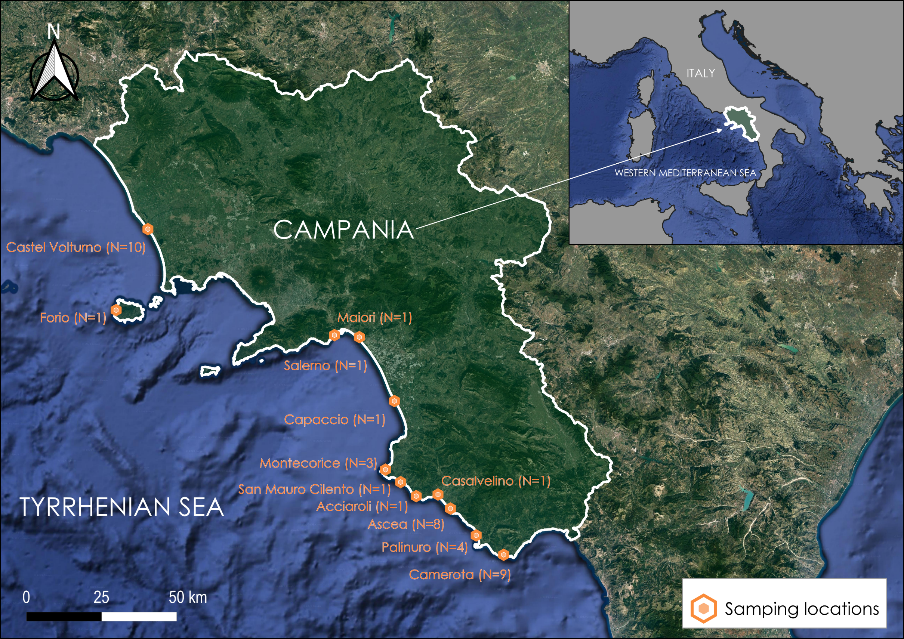 N
ITALY
WESTERN MEDITERRANEAN SEA
CAMPANIA
Castel Volturno (N=10)
Forio (N=1)
Maiori (N=1)
Salerno (N=1)
Capaccio (N=1)
Montecorice (N=3)
San Mauro Cilento (N=1)
Casalvelino (N=1)
Acciaroli (N=1)
TYRRHENIAN SEA
Ascea (N=8)
Palinuro (N=4)
Camerota (N=9)
0 25 50 km
Samping locations